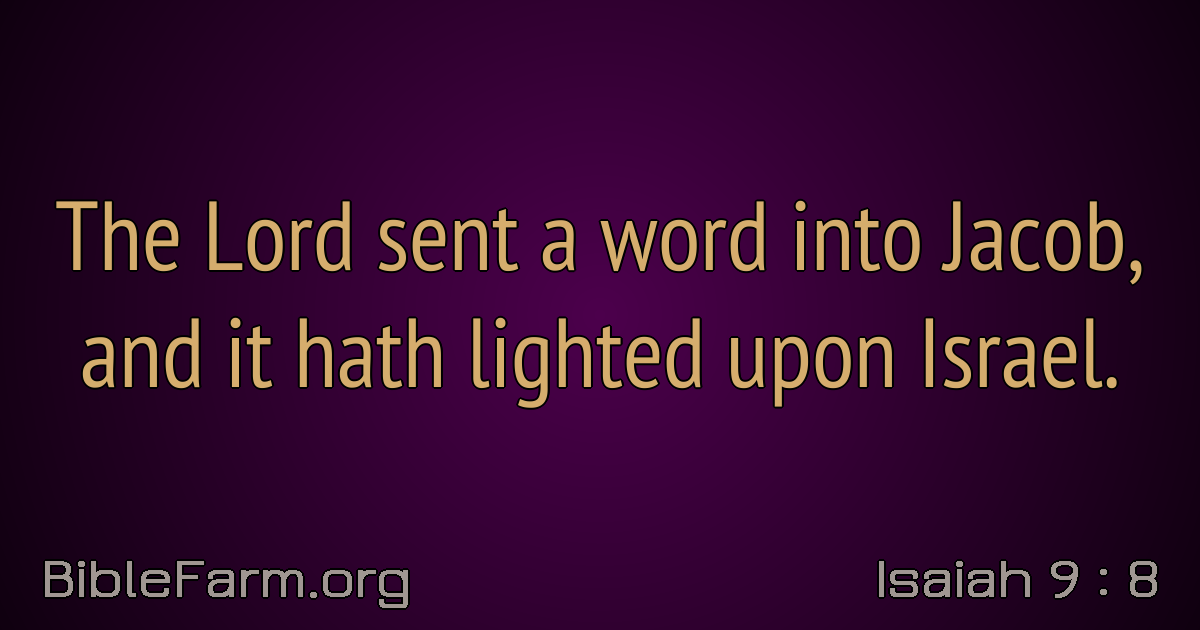 The Lord sent a word into Jacob,
and it hath lighted upon Israel.
BibleFarm.org
Isaiah 9 : 8